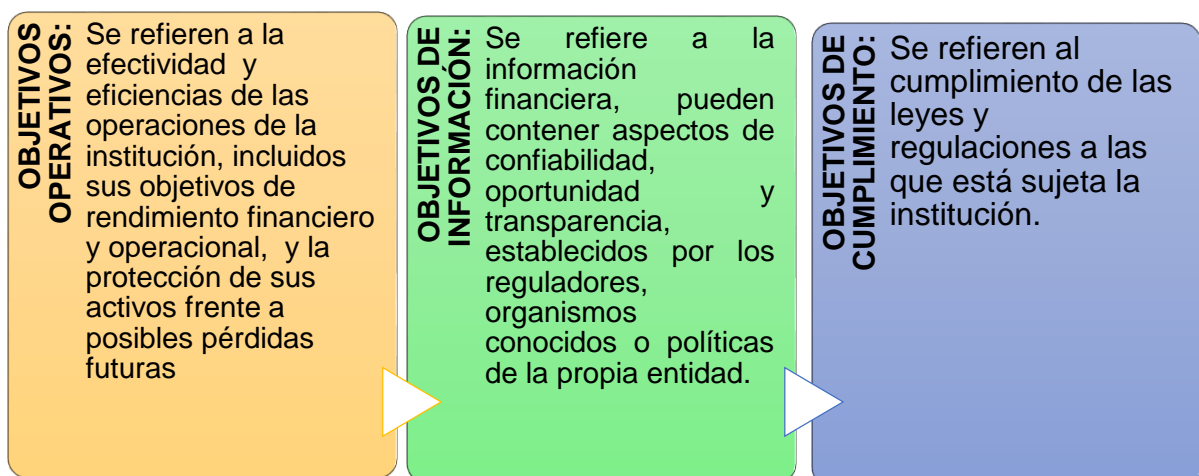 OBJETIVOS
OPERATIVOS:
Se refieren a la
efectividad y
eficiencias de las
operaciones de la
institución, incluidos
sus objetivos de
rendimiento financiero
y operacional, y la
protección de sus
activos frente a
posibles pérdidas
futuras
OBJETIVOS DE
INFORMACIÓN:
Se refiere a la
información
financiera, pueden
contener aspectos de
confiabilidad,
oportunidad y
transparencia,
establecidos por los
reguladores,
organismos
conocidos o políticas
de la propia entidad.
OBJETIVOS DE
CUMPLIMIENTO:
Se refieren al
cumplimiento de las
leyes y
regulaciones a las
que está sujeta la
institución.